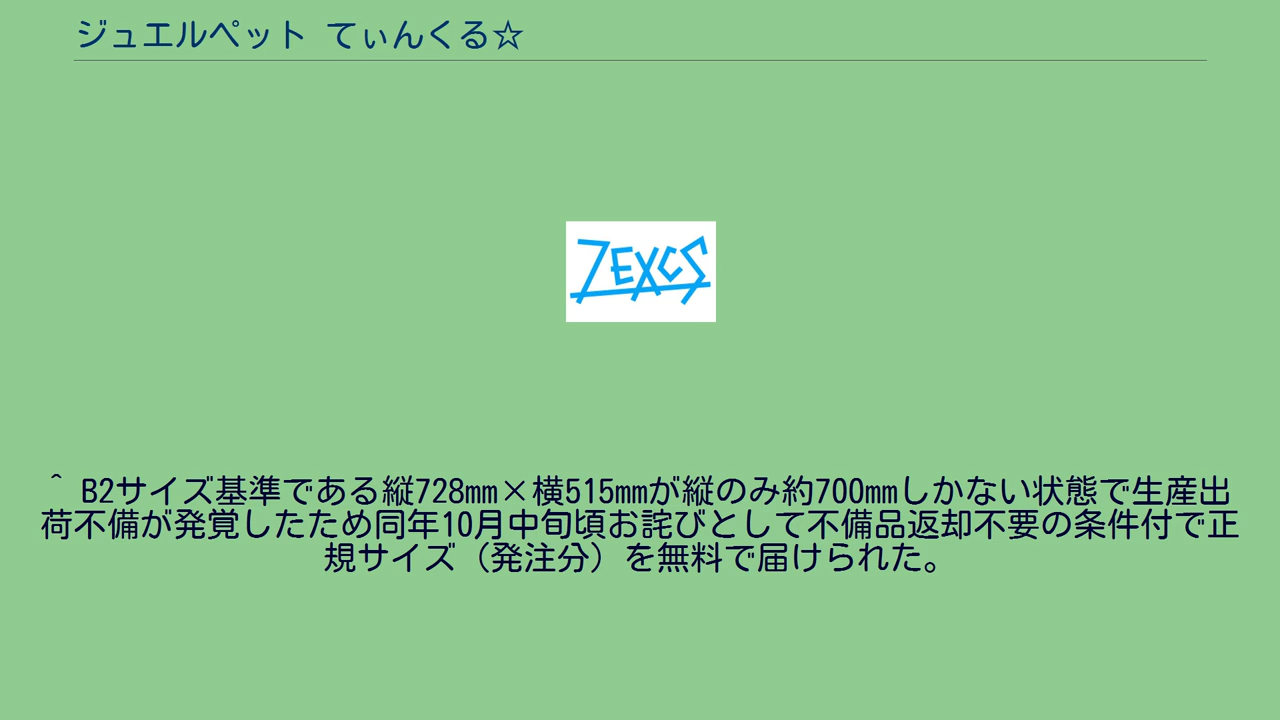 ジュエルペット てぃんくる☆
ZEXCS
^ B2サイズ基準である縦728㎜×横515㎜が縦のみ約700㎜しかない状態で生産出
荷不備が発覚したため同年10月中旬頃お詫びとして不備品返却不要の条件付で正
規サイズ（発注分）を無料で届けられた。